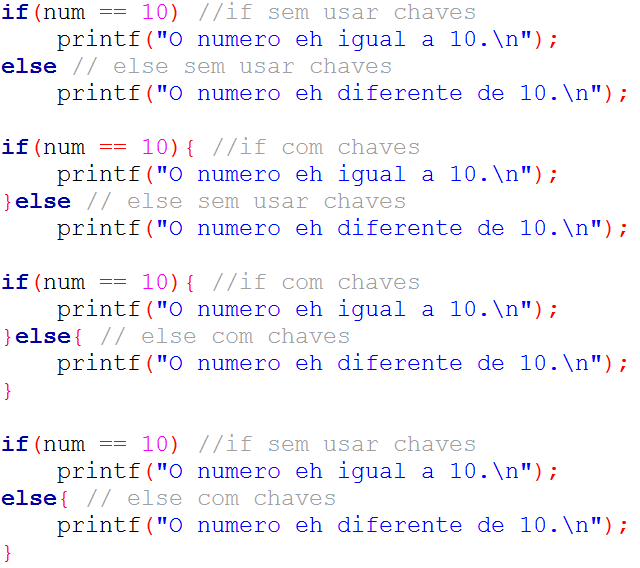 if(num == 10) //if sem usar chaves
    printf("O numero eh igual a 10.\n");
else // else sem usar chaves
    printf("O numero eh diferente de 10.\n");

if(num == 10){ //if com chaves
    printf("O numero eh igual a 10.\n");
}else // else sem usar chaves
    printf("O numero eh diferente de 10.\n");

if(num == 10){ //if com chaves
    printf("O numero eh igual a 10.\n");
}else{ // else com chaves
    printf("O numero eh diferente de 10.\n");
}

if(num == 10) //if sem usar chaves
    printf("O numero eh igual a 10.\n");
else{ // else com chaves
    printf("O numero eh diferente de 10.\n");
}